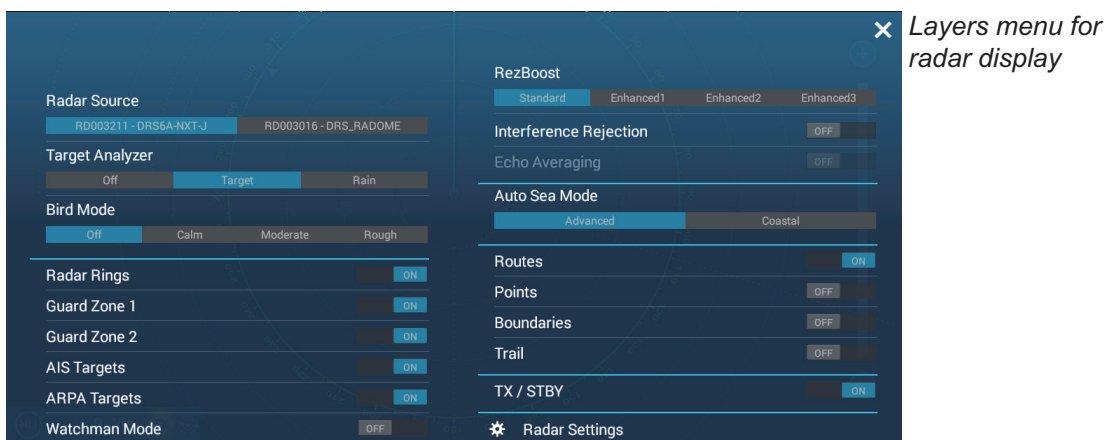 Layers menu for
radar display
Radar Source
RD003211 - DRS6A-NXT-J RD003016 - DRS_RADOME
Target Analyzer
Off Target Rain
Bird Mode
Off Calm Moderate Rough
Radar Rings ON
Guard Zone 1 ON
Guard Zone 2 ON
AIS Targets ON
ARPA Targets ON
Watchman Mode OFF
RezBoost
Standard Enhanced1 Enhanced2 Enhanced3
Interference Rejection OFF
Echo Averaging OFF
Auto Sea Mode
Advanced Coastal
Routes ON
Points OFF
Boundaries OFF
Trail OFF
TX / STBY ON
Radar Settings